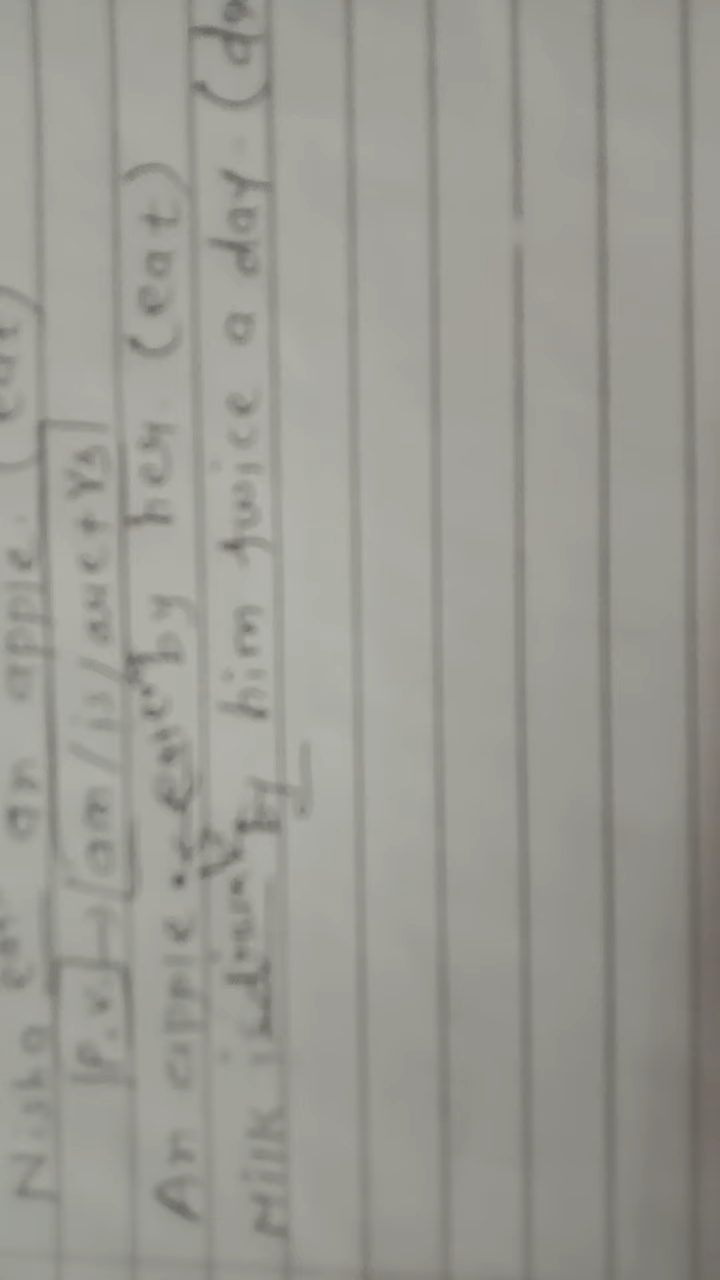 Nisha eat an apple. (eat)
P.V. → am/is/are+V3
An apple is eaten by her. (eat)
Milk is drunk by him twice a day. (d